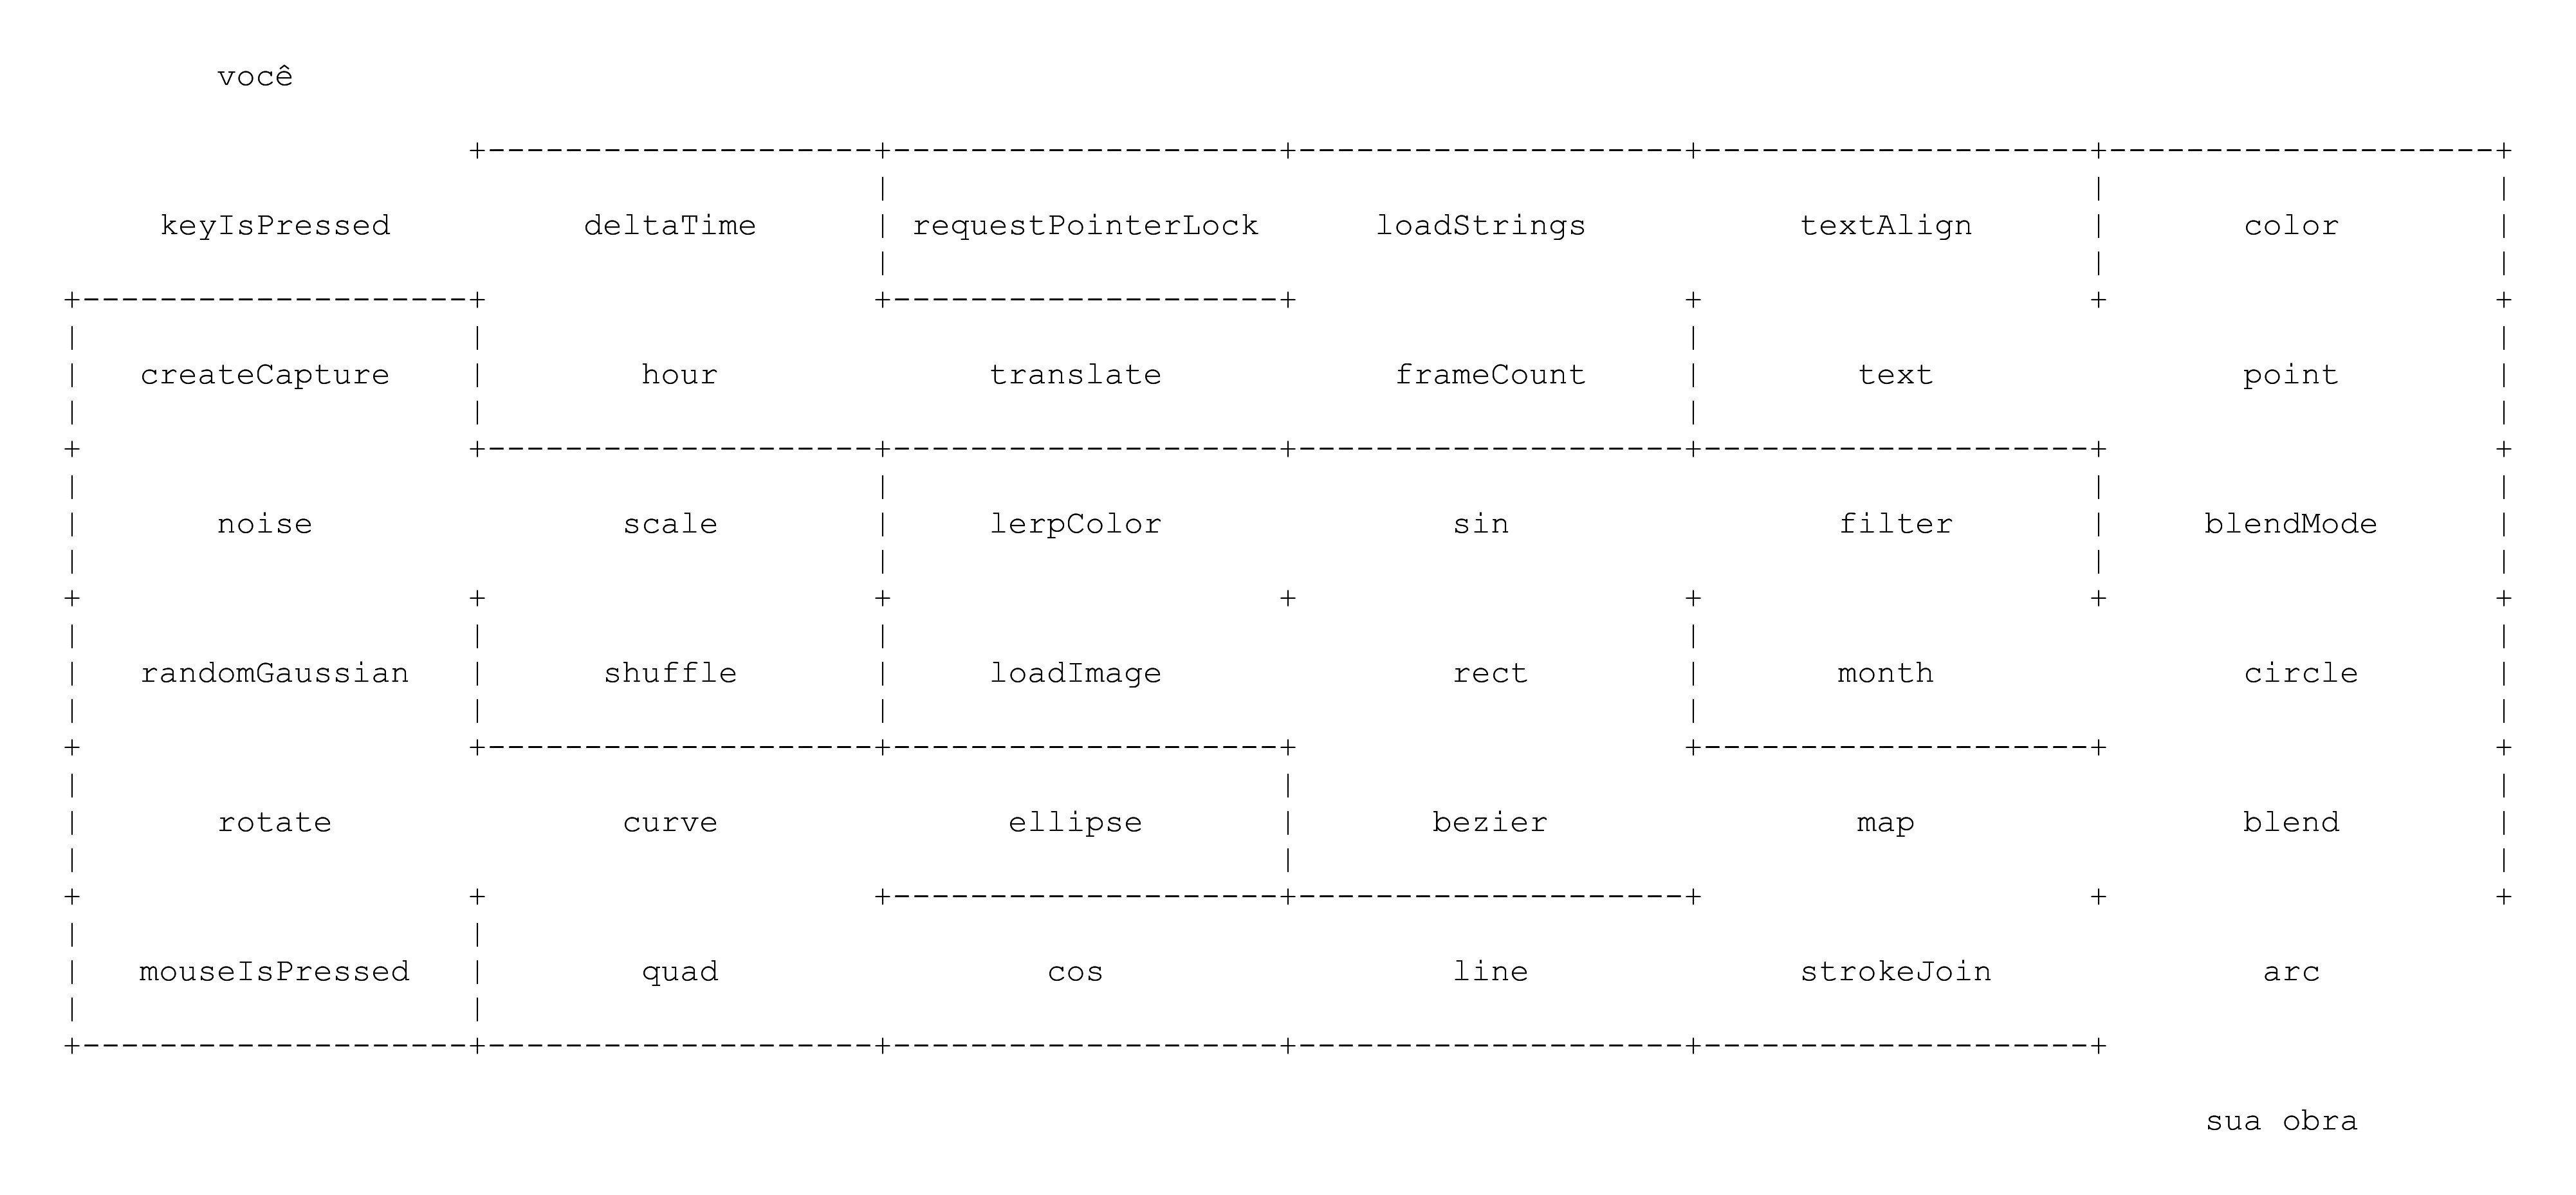 você
keyIsPressed deltaTime requestPointerLock loadStrings textAlign color
createCapture hour translate frameCount text point
noise scale lerpColor sin filter blendMode
randomGaussian shuffle loadImage rect month circle
rotate curve ellipse bezier map blend
mouseIsPressed quad cos line strokeJoin arc
sua obra